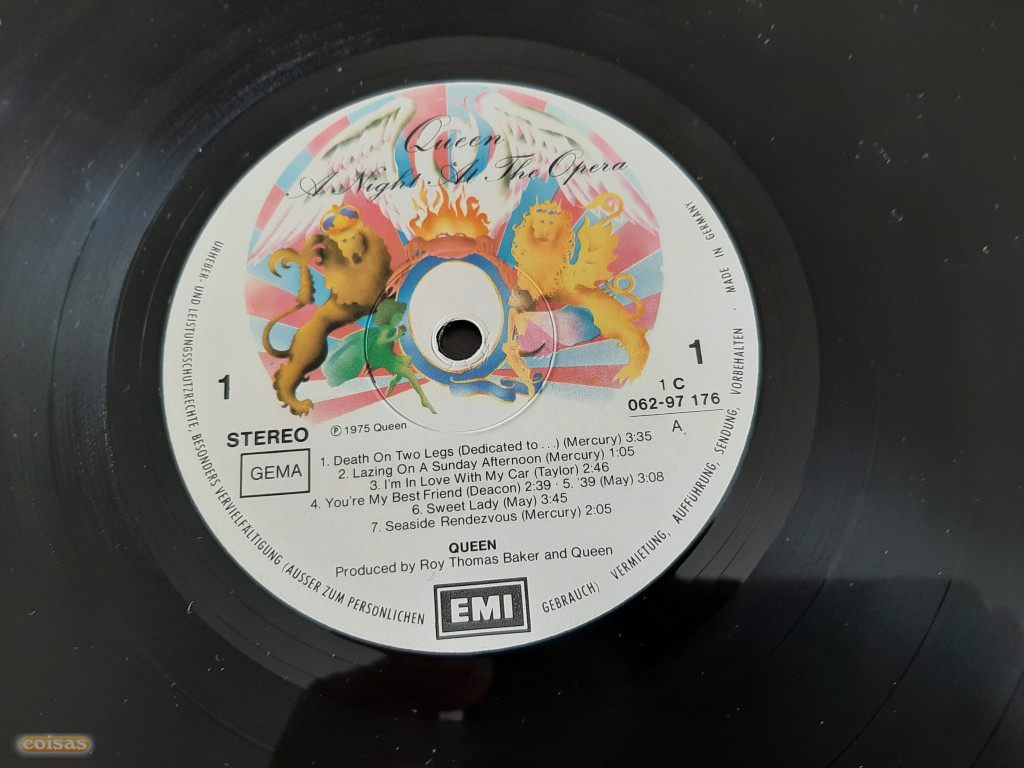 Queen
A Night At The Opera
1
1
STEREO
GEMA
℗ 1975 Queen
1 C
062-97 176
A
1. Death On Two Legs (Dedicated to ...) (Mercury) 3:35
2. Lazing On A Sunday Afternoon (Mercury) 1:05
3. I'm In Love With My Car (Taylor) 2:46
4. You're My Best Friend (Deacon) 2:39 · 5. '39 (May) 3:08
6. Sweet Lady (May) 3:45
7. Seaside Rendezvous (Mercury) 2:05
QUEEN
Produced by Roy Thomas Baker and Queen
EMI
URHEBER- UND LEISTUNGSSCHUTZRECHTE, BESONDERS VERVIELFÄLTIGUNG (AUSSER ZUM PERSÖNLICHEN GEBRAUCH), VERMIETUNG, AUFFÜHRUNG, SENDUNG, VORBEHALTEN · MADE IN GERMANY
coisas